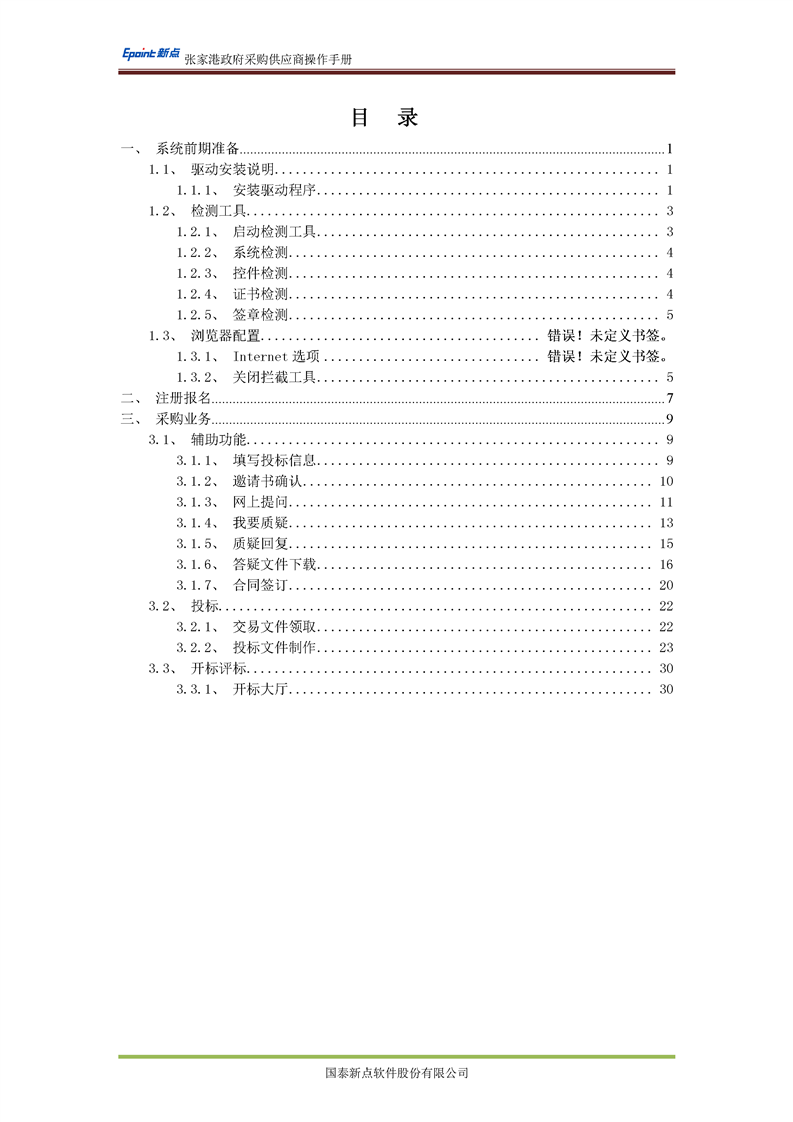 Epoint新点 张家港政府采购供应商操作手册
目 录
一、 系统前期准备........................................................................................................................1
1.1、 驱动安装说明....................................................... 1
1.1.1、 安装驱动程序................................................. 1
1.2、 检测工具........................................................... 3
1.2.1、 启动检测工具................................................. 3
1.2.2、 系统检测..................................................... 4
1.2.3、 控件检测..................................................... 4
1.2.4、 证书检测..................................................... 4
1.2.5、 签章检测..................................................... 5
1.3、 浏览器配置........................................ 错误！未定义书签。
1.3.1、 Internet 选项............................... 错误！未定义书签。
1.3.2、 关闭拦截工具................................................. 5
二、 注册报名................................................................................................................................7
三、 采购业务................................................................................................................................9
3.1、 辅助功能........................................................... 9
3.1.1、 填写投标信息................................................. 9
3.1.2、 邀请书确认.................................................. 10
3.1.3、 网上提问.................................................... 11
3.1.4、 我要质疑.................................................... 13
3.1.5、 质疑回复.................................................... 15
3.1.6、 答疑文件下载................................................ 16
3.1.7、 合同签订.................................................... 20
3.2、 投标.............................................................. 22
3.2.1、 交易文件领取................................................ 22
3.2.2、 投标文件制作................................................ 23
3.3、 开标评标.......................................................... 30
3.3.1、 开标大厅.................................................... 30
国泰新点软件股份有限公司